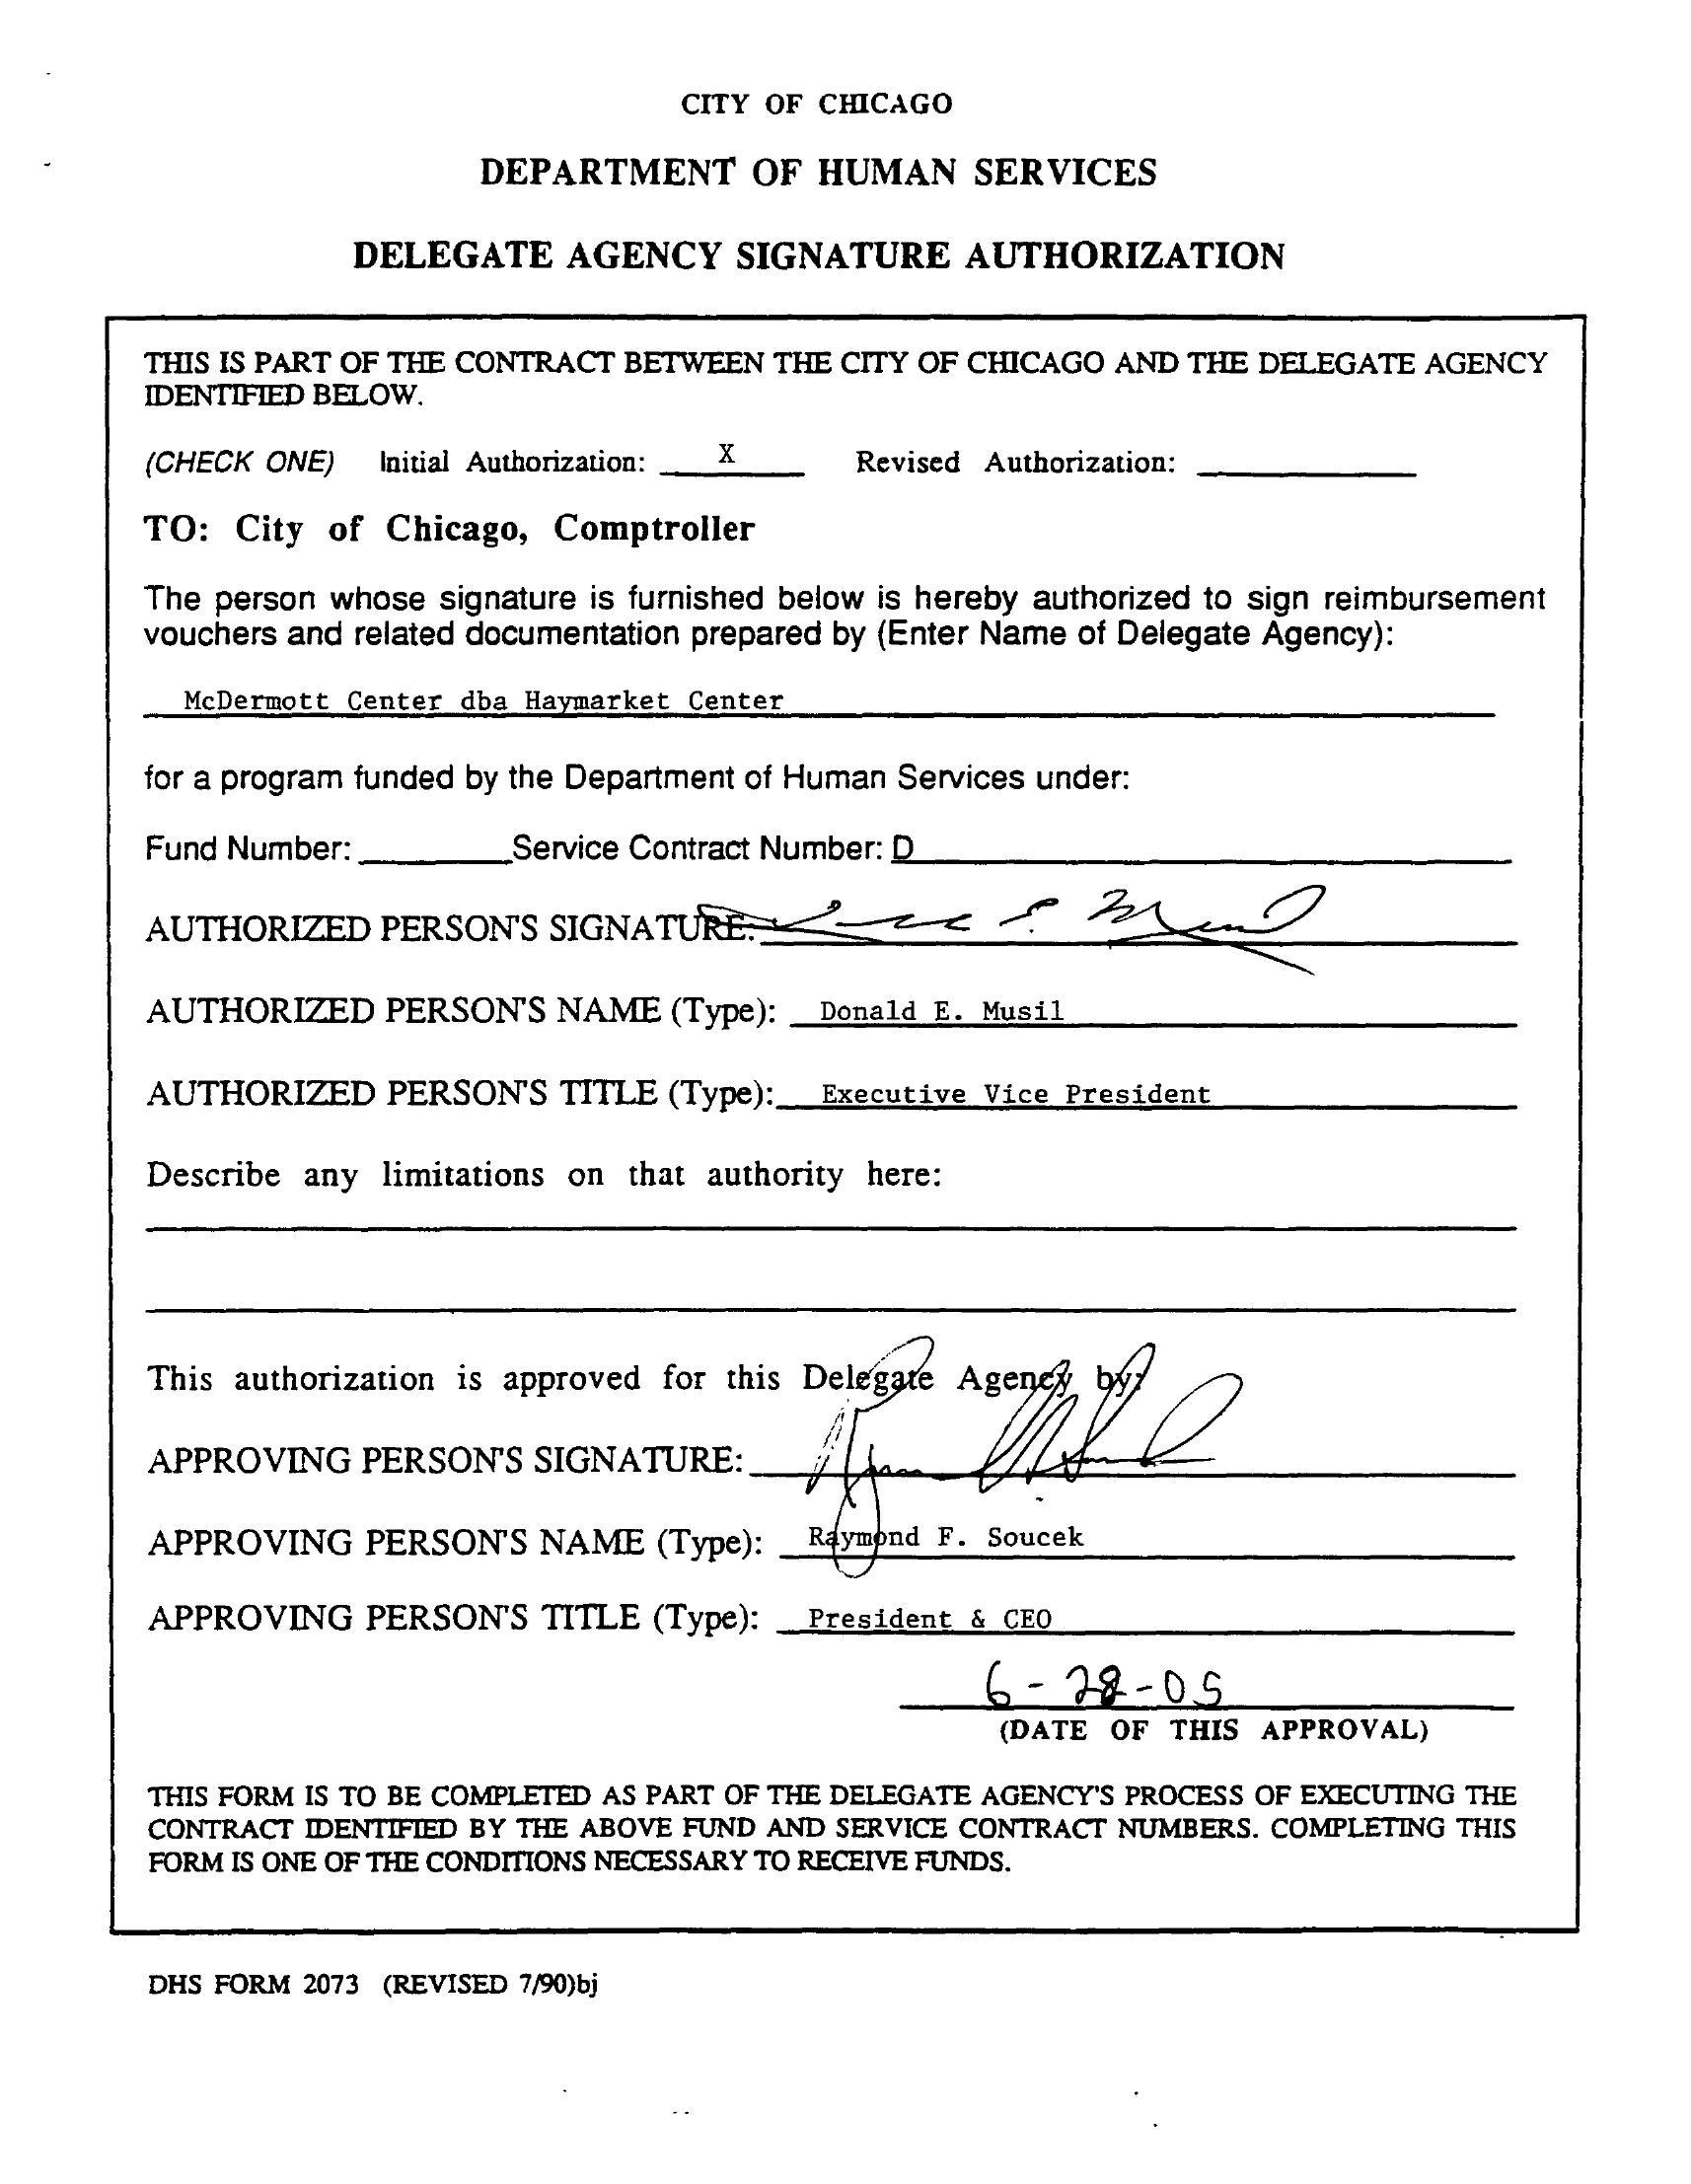 CITY OF CHICAGO
DEPARTMENT OF HUMAN SERVICES
DELEGATE AGENCY SIGNATURE AUTHORIZATION
THIS IS PART OF THE CONTRACT BETWEEN THE CITY OF CHICAGO AND THE DELEGATE AGENCY
IDENTIFIED BELOW.
(CHECK ONE) Initial Authorization: X Revised Authorization:
TO: City of Chicago, Comptroller
The person whose signature is furnished below is hereby authorized to sign reimbursement
vouchers and related documentation prepared by (Enter Name of Delegate Agency):
McDermott Center dba Haymarket Center
for a program funded by the Department of Human Services under:
Fund Number: Service Contract Number: D
AUTHORIZED PERSON'S SIGNATURE:
AUTHORIZED PERSON'S NAME (Type): Donald E. Musil
AUTHORIZED PERSON'S TITLE (Type): Executive Vice President
Describe any limitations on that authority here:
This authorization is approved for this Delegate Agency by:
APPROVING PERSON'S SIGNATURE:
APPROVING PERSON'S NAME (Type): Raymond F. Soucek
APPROVING PERSON'S TITLE (Type): President & CEO
6-28-05
(DATE OF THIS APPROVAL)
THIS FORM IS TO BE COMPLETED AS PART OF THE DELEGATE AGENCY'S PROCESS OF EXECUTING THE
CONTRACT IDENTIFIED BY THE ABOVE FUND AND SERVICE CONTRACT NUMBERS. COMPLETING THIS
FORM IS ONE OF THE CONDITIONS NECESSARY TO RECEIVE FUNDS.
DHS FORM 2073 (REVISED 7/90)bj